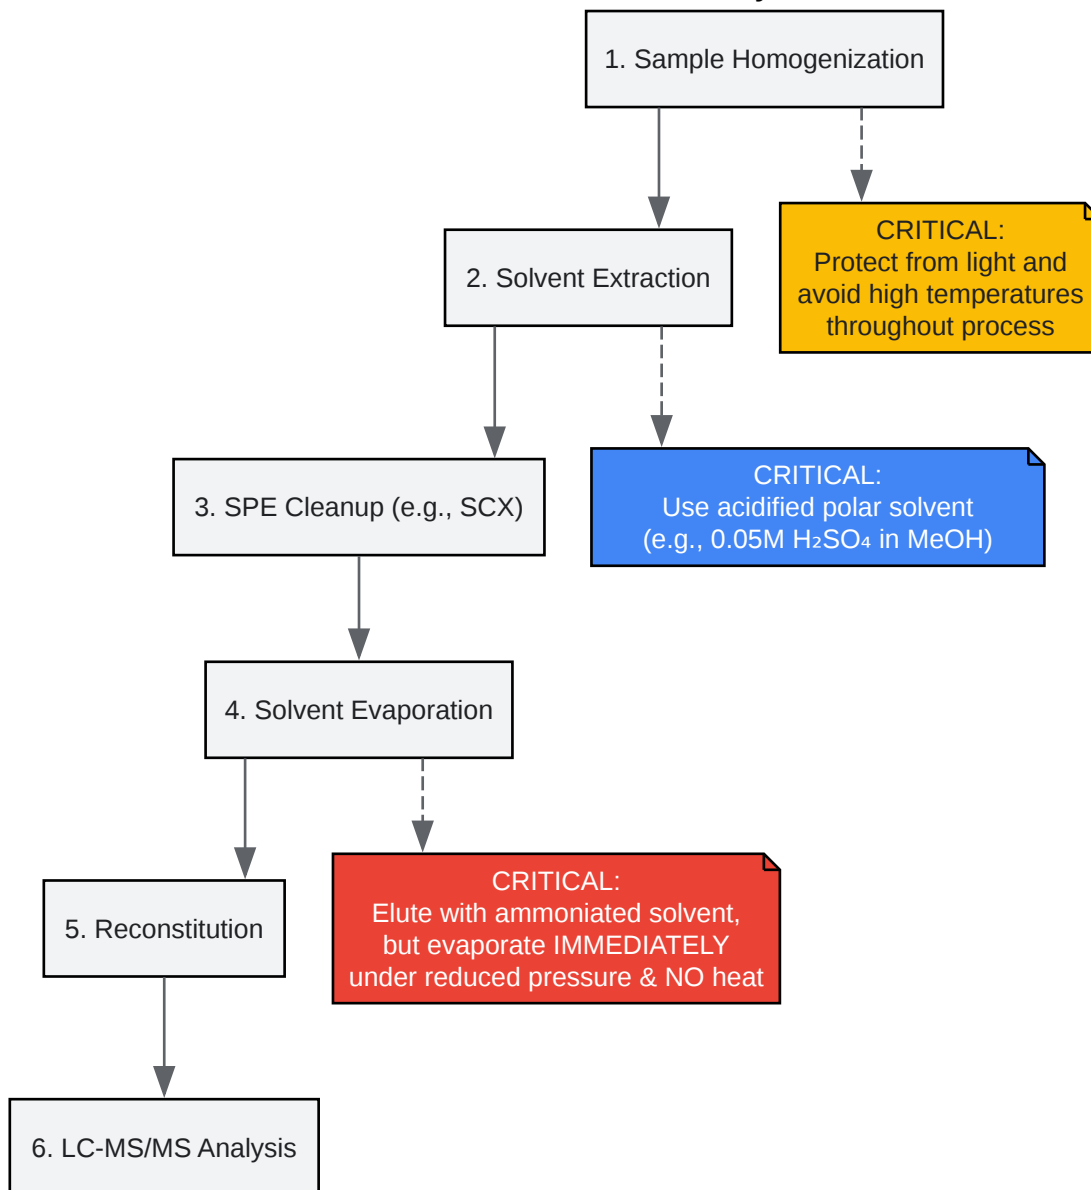 1. Sample Homogenization
CRITICAL:
Protect from light and
avoid high temperatures
throughout process
2. Solvent Extraction
CRITICAL:
Use acidified polar solvent
(e.g., 0.05M H₂SO₄ in MeOH)
3. SPE Cleanup (e.g., SCX)
4. Solvent Evaporation
CRITICAL:
Elute with ammoniated solvent,
but evaporate IMMEDIATELY
under reduced pressure & NO heat
5. Reconstitution
6. LC-MS/MS Analysis